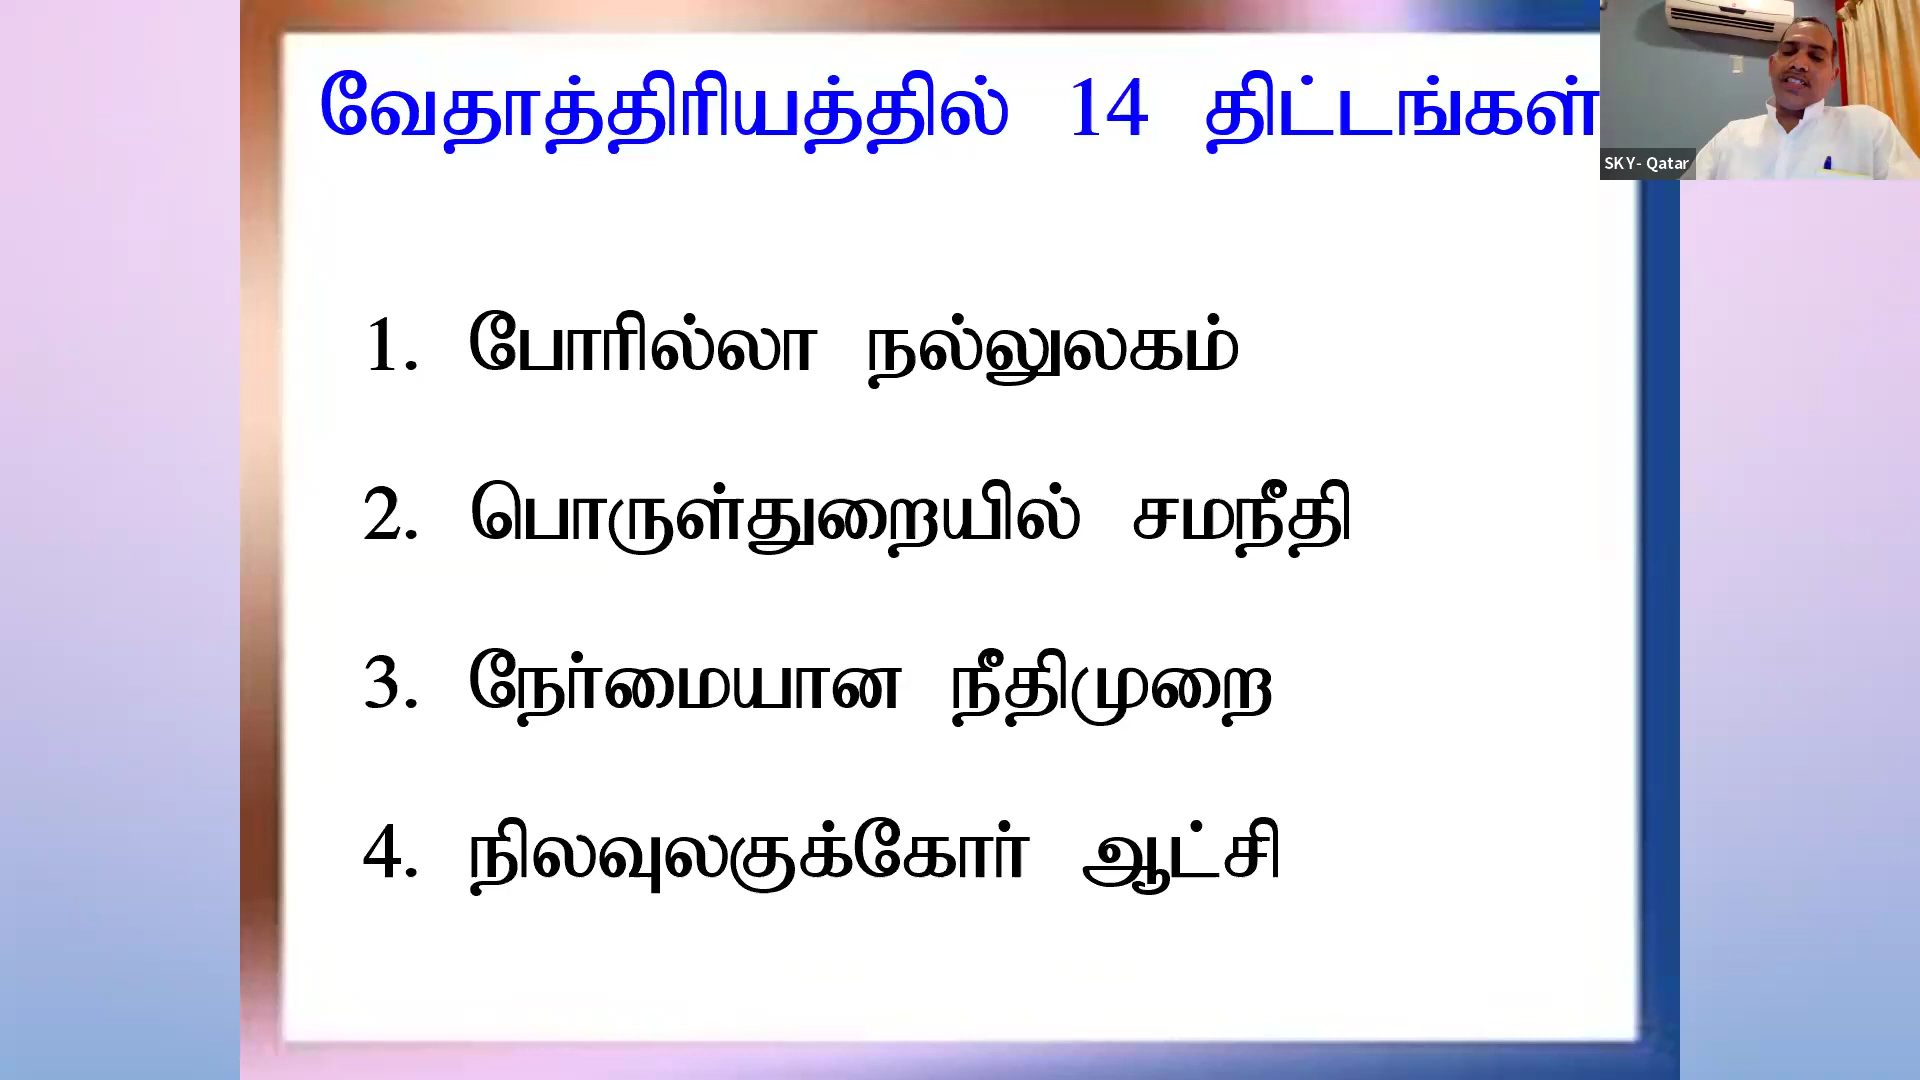 வேதாத்திரியத்தில் 14 திட்டங்கள்
SKY- Qatar
1. போரில்லா நல்லுலகம்
2. பொருள்துறையில் சமநீதி
3. நேர்மையான நீதிமுறை
4. நிலவுலகுக்கோர் ஆட்சி